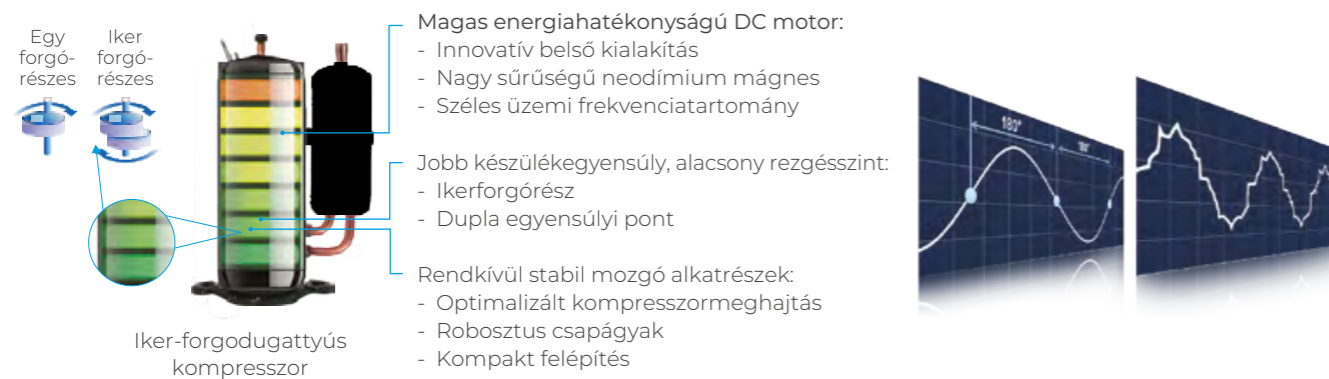 Egy
forgó-
részes
Iker
forgó-
részes
Magas energiahatékonyságú DC motor:
- Innovatív belső kialakítás
- Nagy sűrűségű neodímium mágnes
- Széles üzemi frekvenciatartomány
Jobb készülékegyensúly, alacsony rezgésszint:
- Ikerforgórész
- Dupla egyensúlyi pont
Rendkívül stabil mozgó alkatrészek:
- Optimalizált kompresszormeghajtás
- Robosztus csapágyak
- Kompakt felépítés
Iker-forgodugattyús
kompresszor
180°
180°